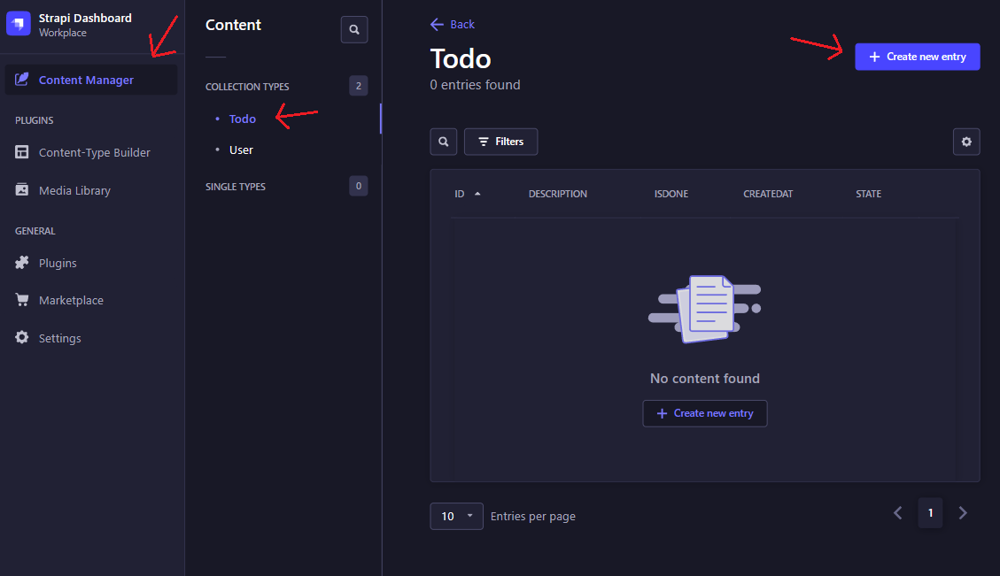 Strapi Dashboard
Workplace
Content Manager
PLUGINS
Content-Type Builder
Media Library
GENERAL
Plugins
Marketplace
Settings
Content
COLLECTION TYPES 2
Todo
User
SINGLE TYPES 0
Back
Todo
0 entries found
Create new entry
Filters
ID DESCRIPTION ISDONE CREATEDAT STATE
No content found
Create new entry
10 Entries per page
1